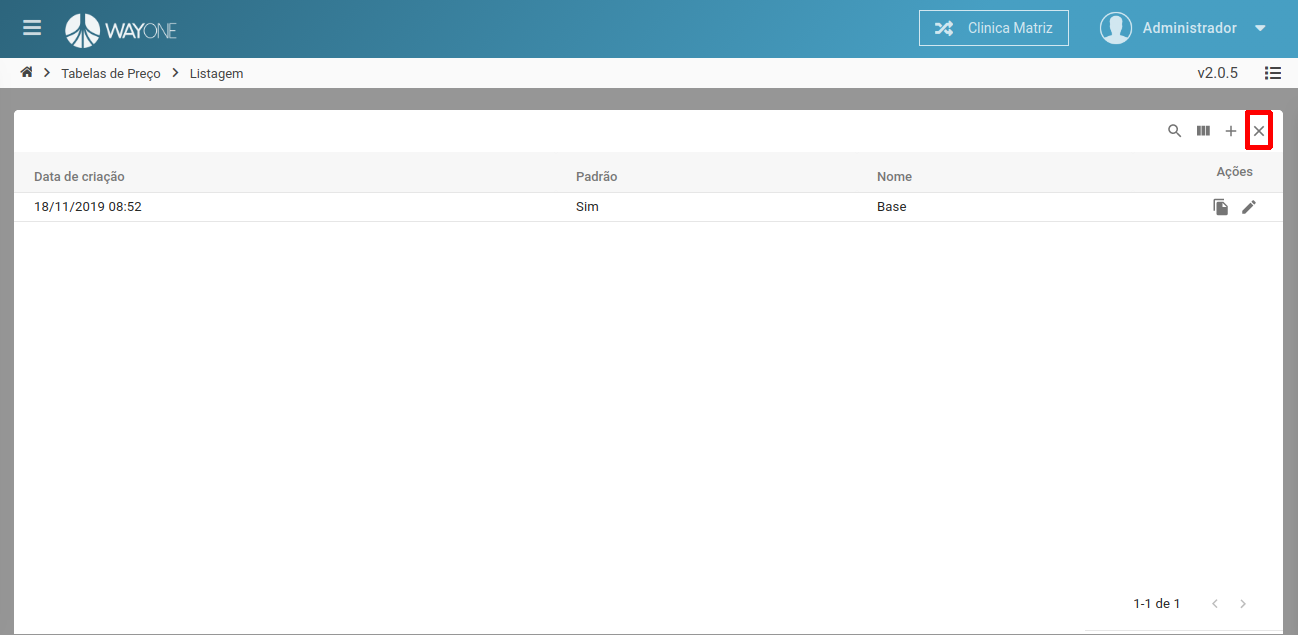 WAYONE
Clinica Matriz
Administrador
Tabelas de Preço
Listagem
v2.0.5
Data de criação
Padrão
Nome
Ações
18/11/2019 08:52
Sim
Base
1-1 de 1